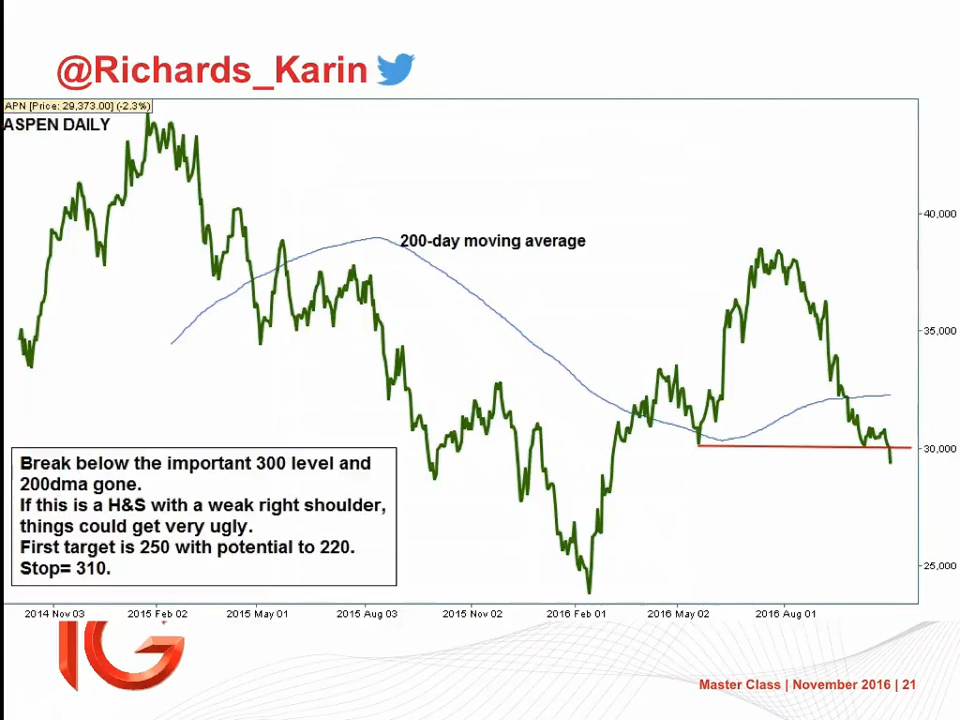 @Richards_Karin
APN [Price: 29,373.00] (-2.3%)
ASPEN DAILY
200-day moving average
40,000
35,000
30,000
25,000
Break below the important 300 level and
200dma gone.
If this is a H&S with a weak right shoulder,
things could get very ugly.
First target is 250 with potential to 220.
Stop= 310.
2014 Nov 03 2015 Feb 02 2015 May 01 2015 Aug 03 2015 Nov 02 2016 Feb 01 2016 May 02 2016 Aug 01
IG
Master Class | November 2016 | 21